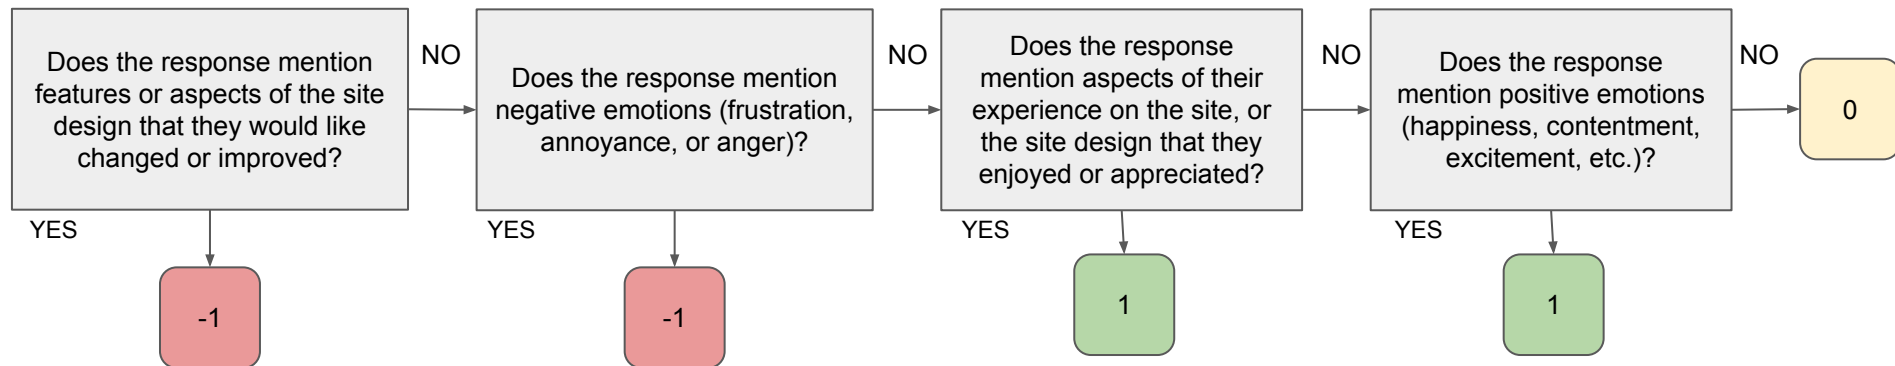 Does the response mention
features or aspects of the site
design that they would like
changed or improved?
NO
YES
-1
Does the response mention
negative emotions (frustration,
annoyance, or anger)?
NO
YES
-1
Does the response
mention aspects of their
experience on the site, or
the site design that they
enjoyed or appreciated?
NO
YES
1
Does the response
mention positive emotions
(happiness, contentment,
excitement, etc.)?
NO
YES
1
0